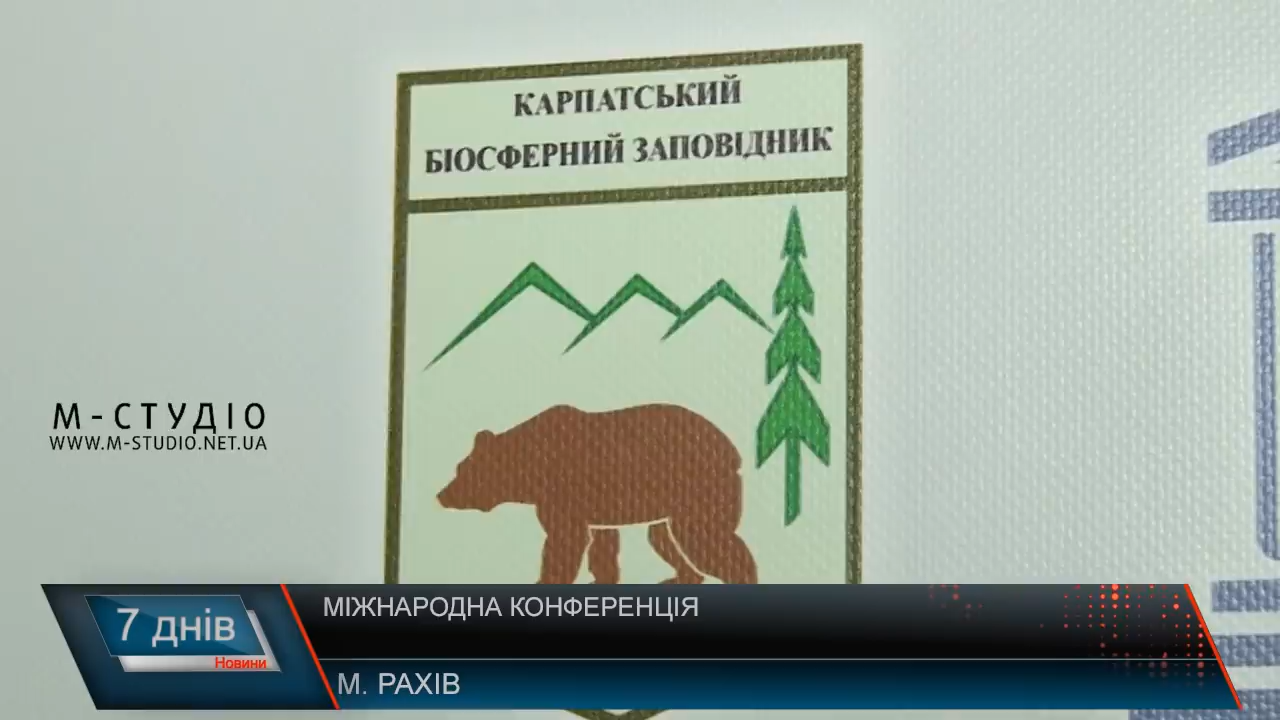 КАРПАТСЬКИЙ
БІОСФЕРНИЙ ЗАПОВІДНИК
М-СТУДІО
WWW.M-STUDIO.NET.UA
7 днів
Новини
МІЖНАРОДНА КОНФЕРЕНЦІЯ
М. РАХІВ